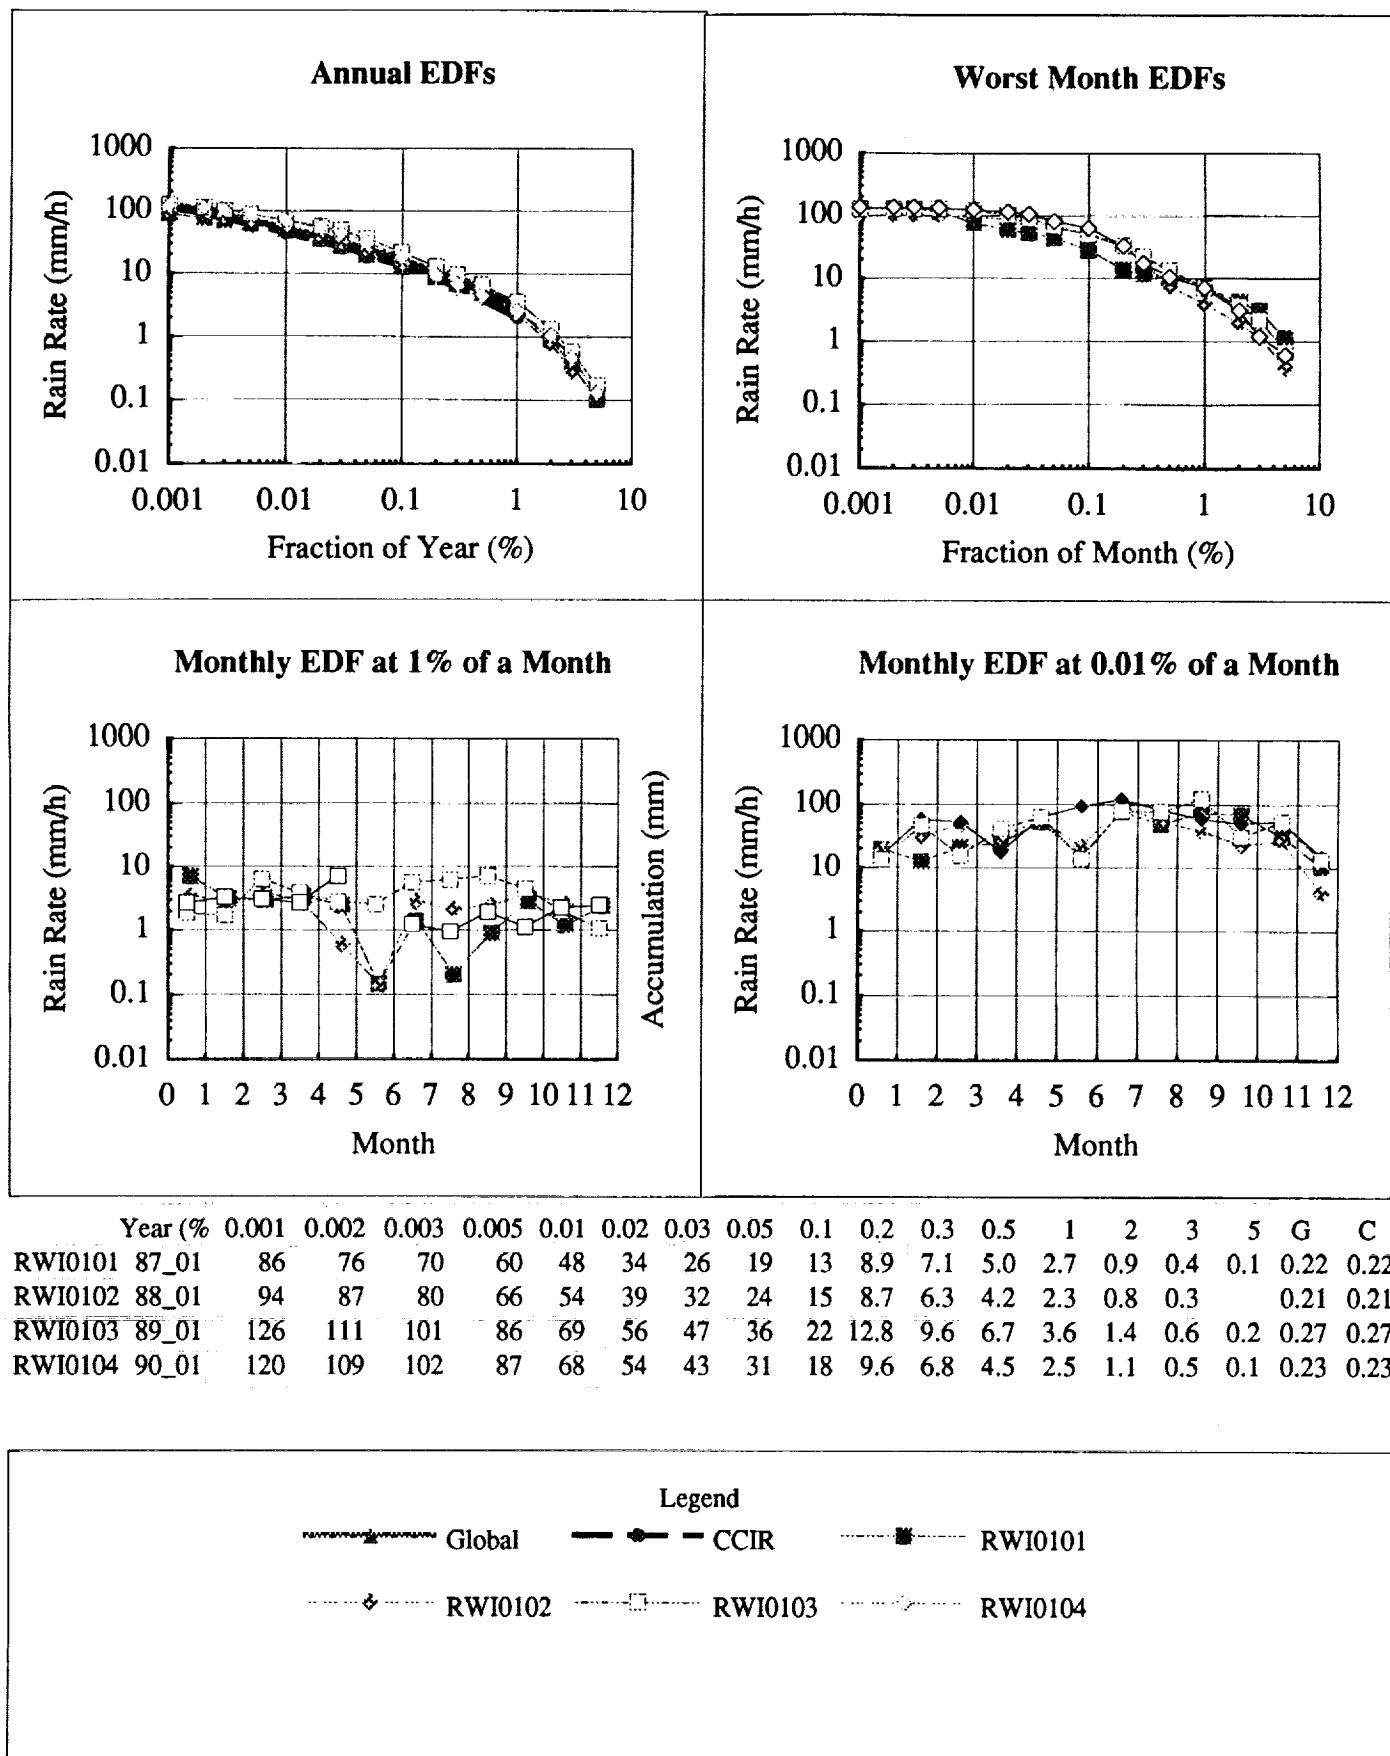 Annual EDFs
1000
100
10
1
0.1
0.01
Rain Rate (mm/h)
0.001 0.01 0.1 1 10
Fraction of Year (%)
Worst Month EDFs
1000
100
10
1
0.1
0.01
Rain Rate (mm/h)
0.001 0.01 0.1 1 10
Fraction of Month (%)
Monthly EDF at 1% of a Month
1000
100
10
1
0.1
0.01
Rain Rate (mm/h)
0 1 2 3 4 5 6 7 8 9 10 11 12
Month
Accumulation (mm)
Monthly EDF at 0.01% of a Month
1000
100
10
1
0.1
0.01
Rain Rate (mm/h)
0 1 2 3 4 5 6 7 8 9 10 11 12
Month
Year (% 0.001 0.002 0.003 0.005 0.01 0.02 0.03 0.05 0.1 0.2 0.3 0.5 1 2 3 5 G C
RWI0101 87_01 86 76 70 60 48 34 26 19 13 8.9 7.1 5.0 2.7 0.9 0.4 0.1 0.22 0.22
RWI0102 88_01 94 87 80 66 54 39 32 24 15 8.7 6.3 4.2 2.3 0.8 0.3 0.21 0.21
RWI0103 89_01 126 111 101 86 69 56 47 36 22 12.8 9.6 6.7 3.6 1.4 0.6 0.2 0.27 0.27
RWI0104 90_01 120 109 102 87 68 54 43 31 18 9.6 6.8 4.5 2.5 1.1 0.5 0.1 0.23 0.23
Legend
Global CCIR RWI0101
RWI0102 RWI0103 RWI0104